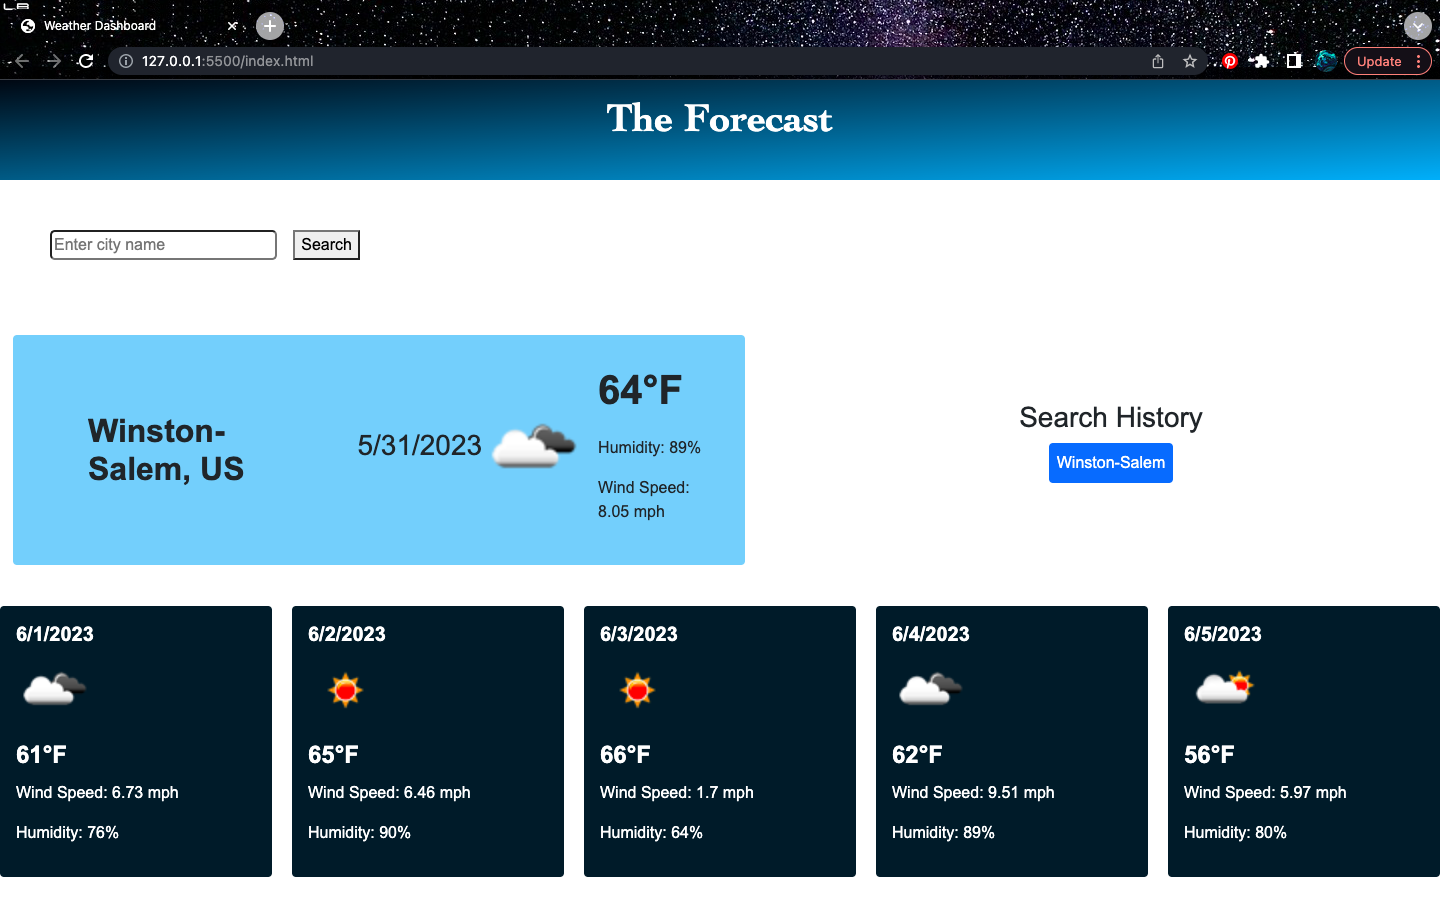 Weather Dashboard
127.0.0.1:5500/index.html
Update
The Forecast
Enter city name
Search
Winston-
Salem, US
5/31/2023
64°F
Humidity: 89%
Wind Speed:
8.05 mph
Search History
Winston-Salem
6/1/2023
61°F
Wind Speed: 6.73 mph
Humidity: 76%
6/2/2023
65°F
Wind Speed: 6.46 mph
Humidity: 90%
6/3/2023
66°F
Wind Speed: 1.7 mph
Humidity: 64%
6/4/2023
62°F
Wind Speed: 9.51 mph
Humidity: 89%
6/5/2023
56°F
Wind Speed: 5.97 mph
Humidity: 80%